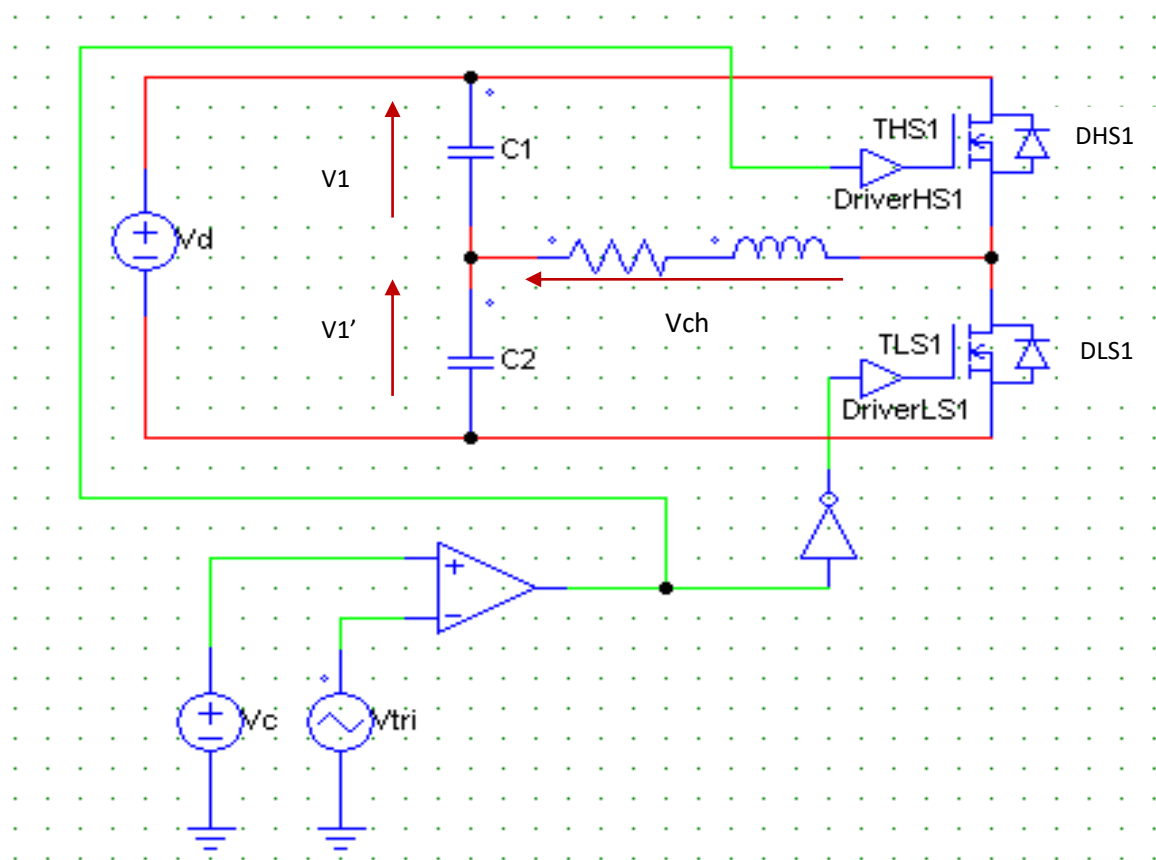 THS1
DHS1
C1
V1
DriverHS1
Vd
V1’
Vch
TLS1
DLS1
C2
DriverLS1
Vc
Vtri